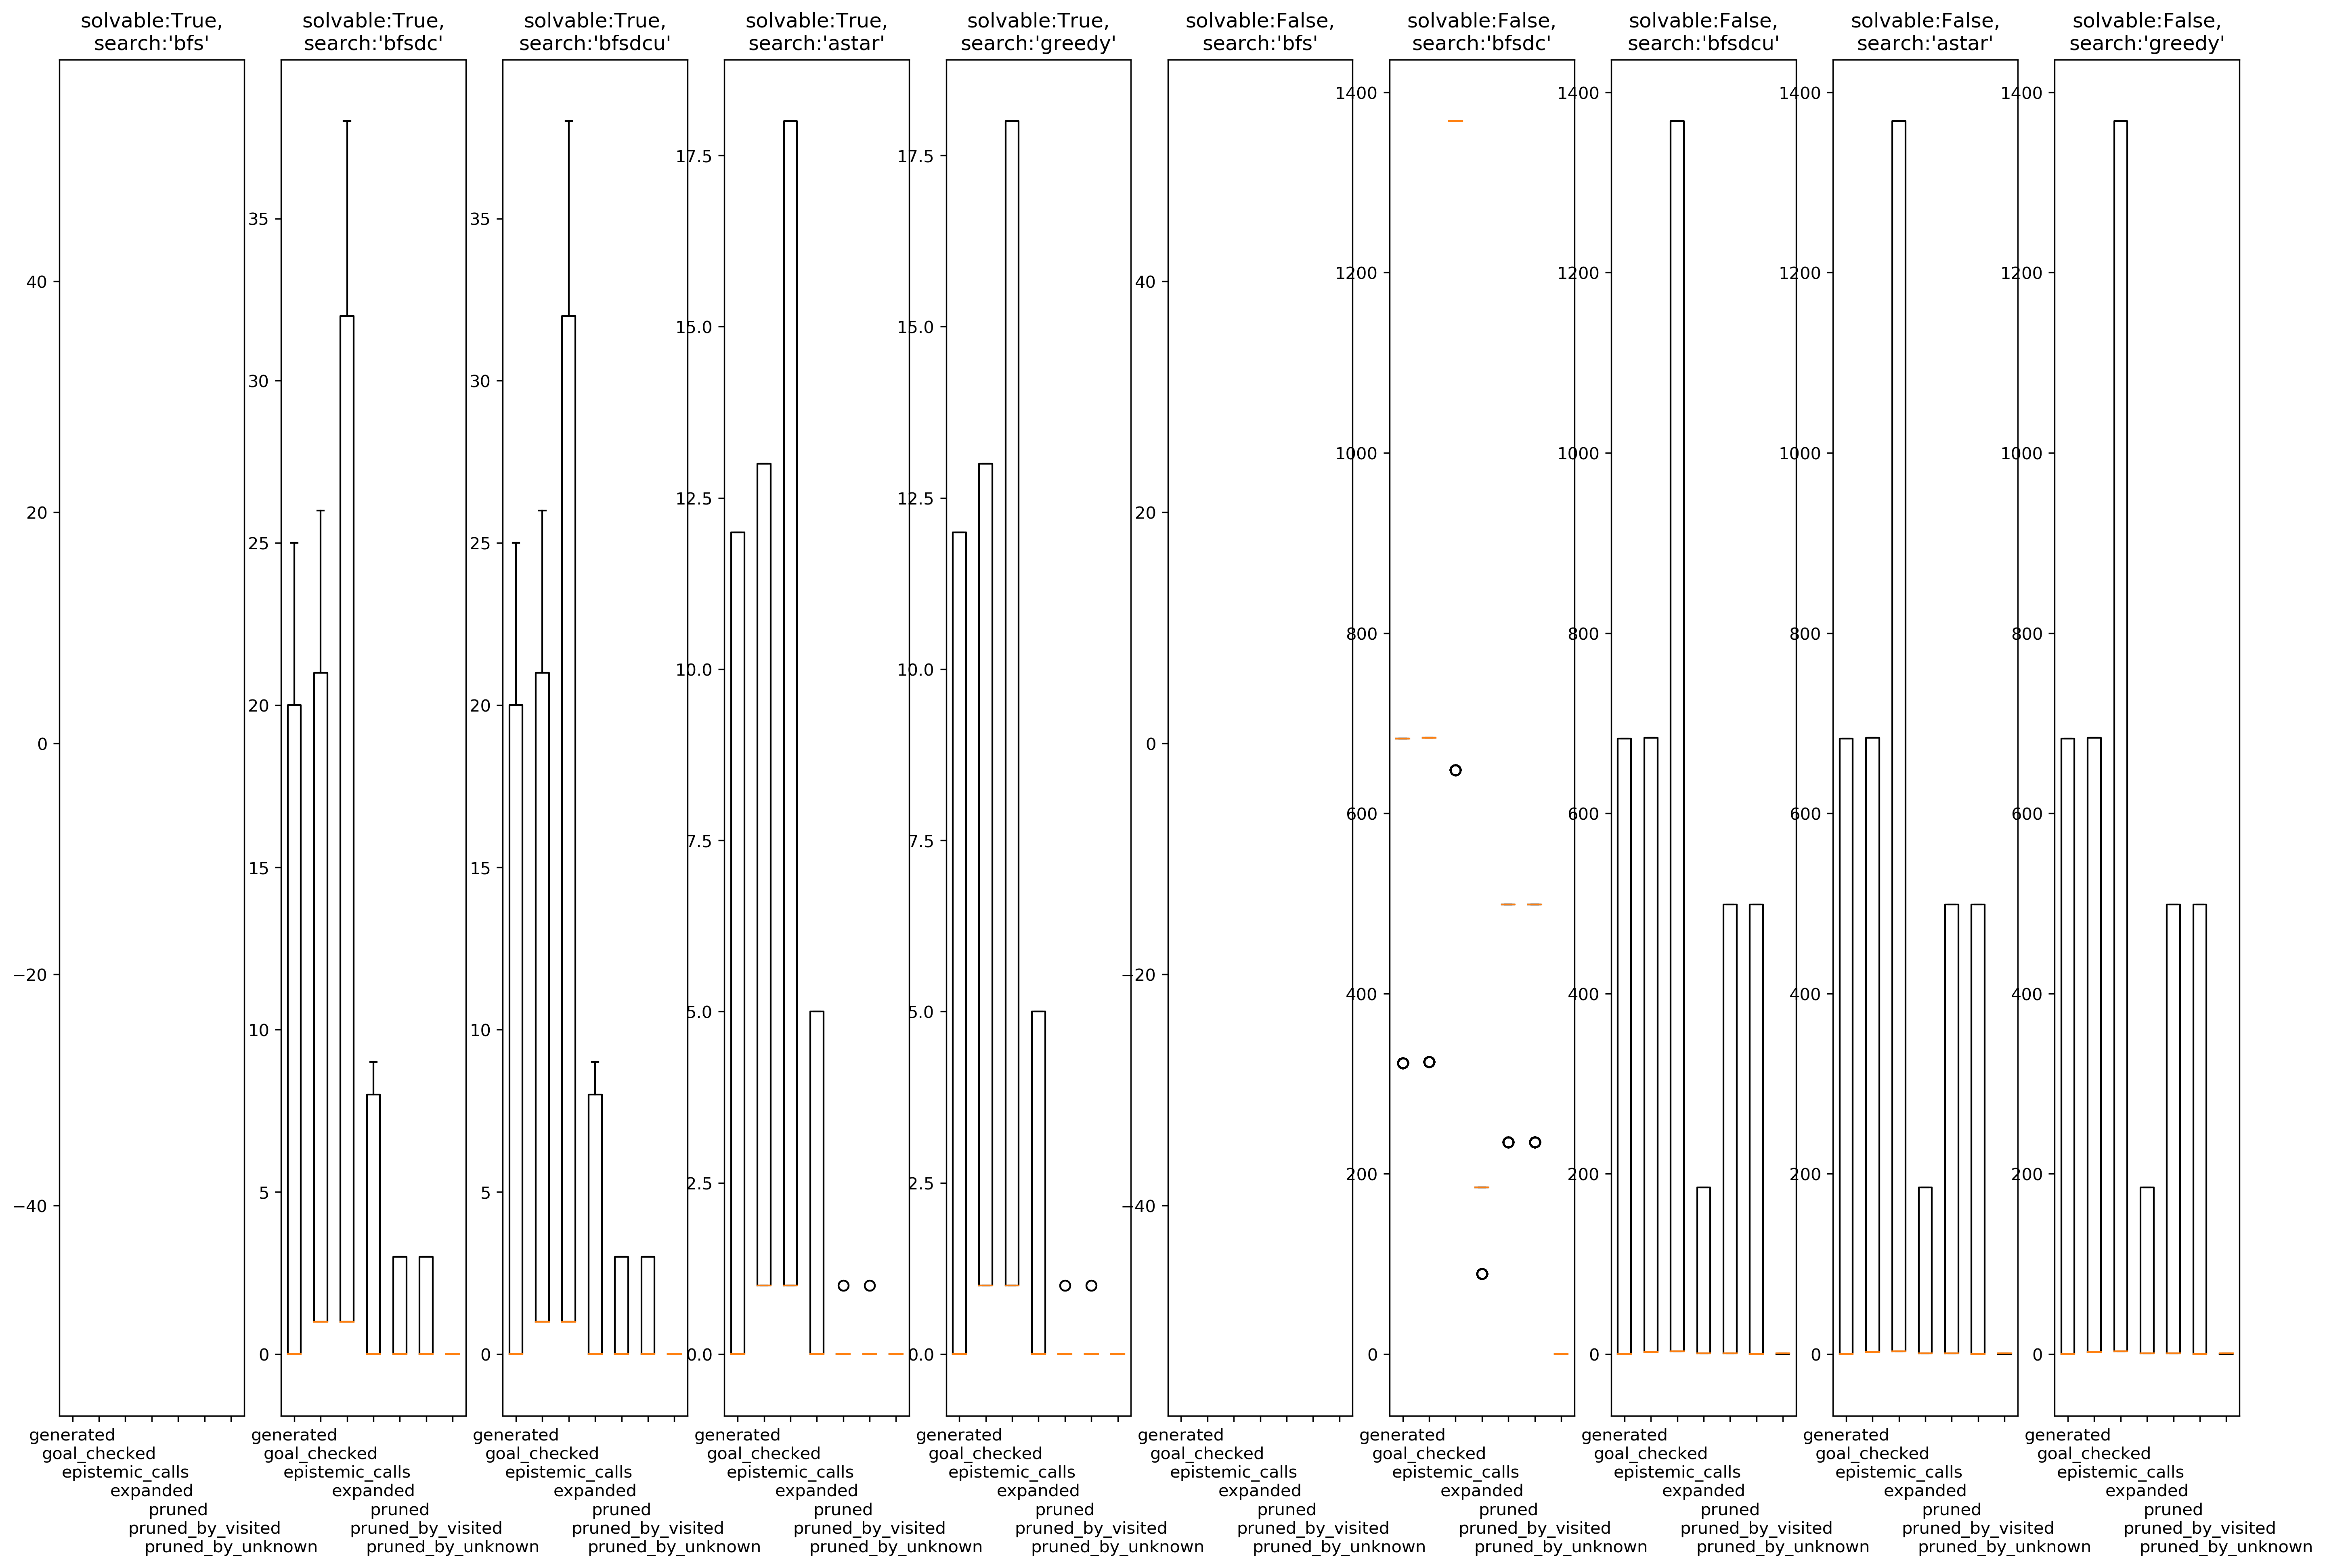 solvable:True,
search:'bfs'
solvable:True,
search:'bfsdc'
solvable:True,
search:'bfsdcu'
solvable:True,
search:'astar'
solvable:True,
search:'greedy'
solvable:False,
search:'bfs'
solvable:False,
search:'bfsdc'
solvable:False,
search:'bfsdcu'
solvable:False,
search:'astar'
solvable:False,
search:'greedy'
40
20
0
−20
−40
generated
goal_checked
epistemic_calls
expanded
pruned
pruned_by_visited
pruned_by_unknown
35
30
25
20
15
10
5
0
generated
goal_checked
epistemic_calls
expanded
pruned
pruned_by_visited
pruned_by_unknown
35
30
25
20
15
10
5
0
generated
goal_checked
epistemic_calls
expanded
pruned
pruned_by_visited
pruned_by_unknown
17.5
15.0
12.5
10.0
7.5
5.0
2.5
0.0
generated
goal_checked
epistemic_calls
expanded
pruned
pruned_by_visited
pruned_by_unknown
17.5
15.0
12.5
10.0
7.5
5.0
2.5
0.0
generated
goal_checked
epistemic_calls
expanded
pruned
pruned_by_visited
pruned_by_unknown
40
20
0
−20
−40
generated
goal_checked
epistemic_calls
expanded
pruned
pruned_by_visited
pruned_by_unknown
1400
1200
1000
800
600
400
200
0
generated
goal_checked
epistemic_calls
expanded
pruned
pruned_by_visited
pruned_by_unknown
1400
1200
1000
800
600
400
200
0
generated
goal_checked
epistemic_calls
expanded
pruned
pruned_by_visited
pruned_by_unknown
1400
1200
1000
800
600
400
200
0
generated
goal_checked
epistemic_calls
expanded
pruned
pruned_by_visited
pruned_by_unknown
1400
1200
1000
800
600
400
200
0
generated
goal_checked
epistemic_calls
expanded
pruned
pruned_by_visited
pruned_by_unknown